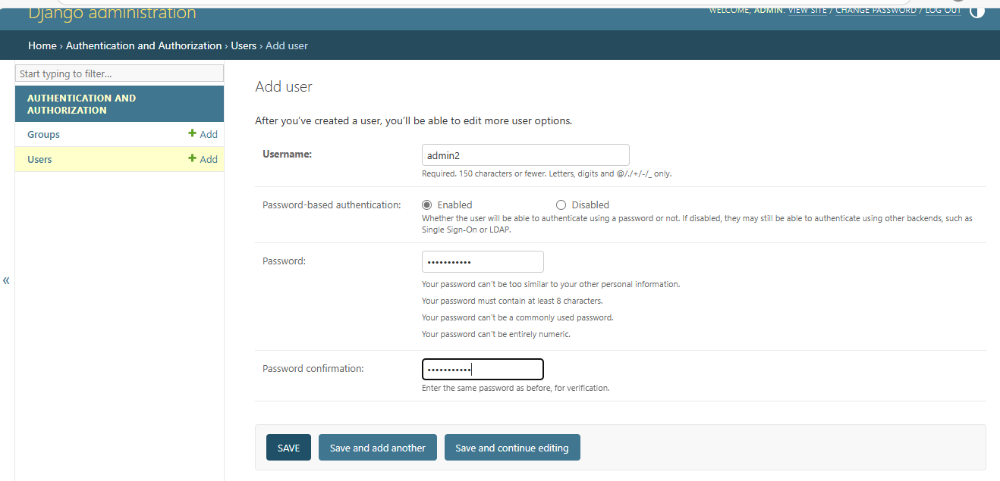 Django administration
WELCOME, ADMIN. VIEW SITE / CHANGE PASSWORD / LOG OUT
Home › Authentication and Authorization › Users › Add user
Start typing to filter...
AUTHENTICATION AND
AUTHORIZATION
Groups + Add
Users + Add
«
Add user
After you've created a user, you'll be able to edit more user options.
Username: admin2
Required. 150 characters or fewer. Letters, digits and @/./+/-/_ only.
Password-based authentication: Enabled Disabled
Whether the user will be able to authenticate using a password or not. If disabled, they may still be able to authenticate using other backends, such as
Single Sign-On or LDAP.
Password: •••••••••••
Your password can't be too similar to your other personal information.
Your password must contain at least 8 characters.
Your password can't be a commonly used password.
Your password can't be entirely numeric.
Password confirmation: •••••••••••
Enter the same password as before, for verification.
SAVE Save and add another Save and continue editing